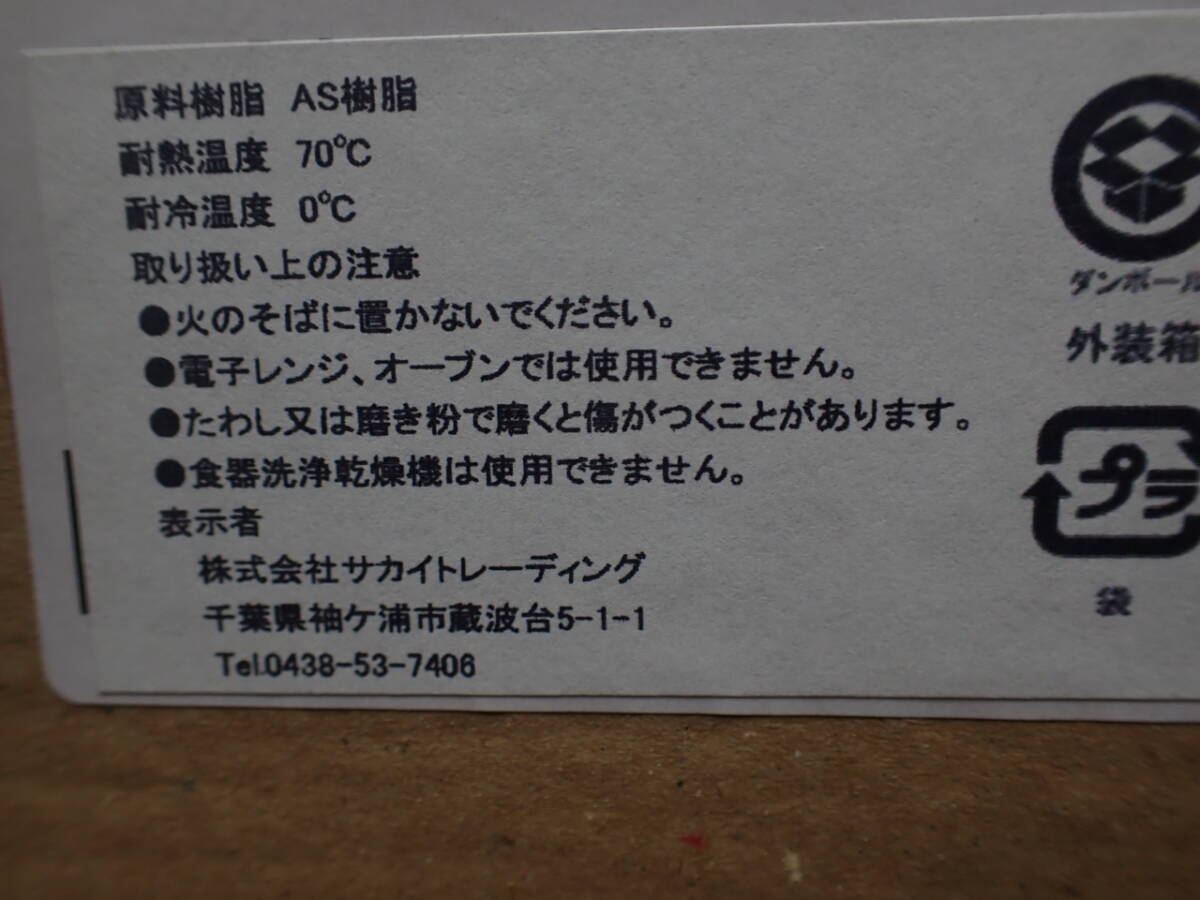 原料樹脂 AS樹脂
耐熱温度 70℃
耐冷温度 0℃
取り扱い上の注意
●火のそばに置かないでください。
●電子レンジ、オーブンでは使用できません。
●たわし又は磨き粉で磨くと傷がつくことがあります。
●食器洗浄乾燥機は使用できません。
表示者
株式会社サカイトレーディング
千葉県袖ケ浦市蔵波台5-1-1
Tel.0438-53-7406
ダンボール
外装箱
プラ
袋